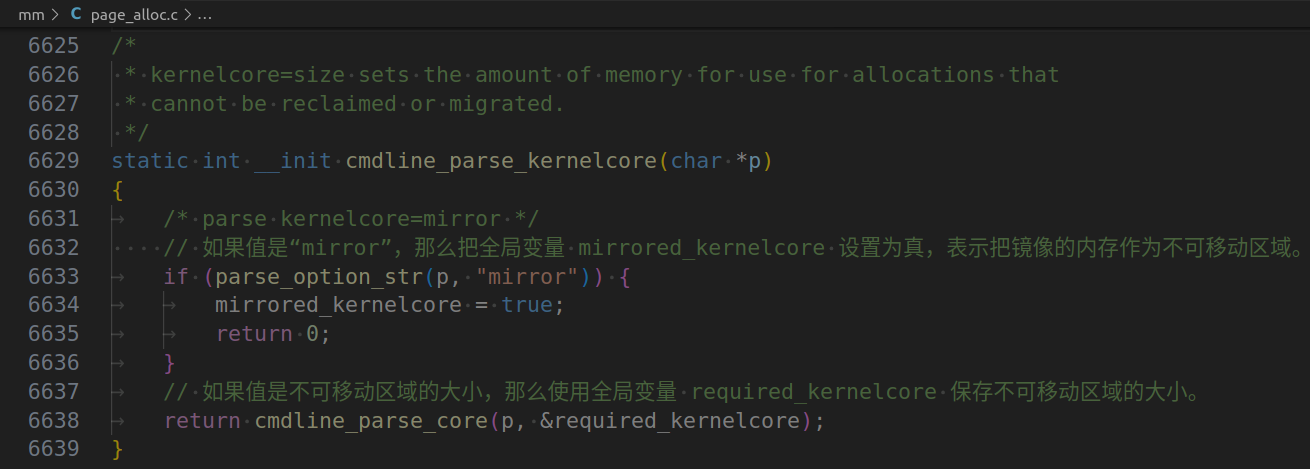 mm > C page_alloc.c > ...
6625 /*
6626  * kernelcore=size sets the amount of memory for use for allocations that
6627  * cannot be reclaimed or migrated.
6628  */
6629 static int __init cmdline_parse_kernelcore(char *p)
6630 {
6631     /* parse kernelcore=mirror */
6632     // 如果值是“mirror”，那么把全局变量 mirrored_kernelcore 设置为真，表示把镜像的内存作为不可移动区域。
6633     if (parse_option_str(p, "mirror")) {
6634         mirrored_kernelcore = true;
6635         return 0;
6636     }
6637     // 如果值是不可移动区域的大小，那么使用全局变量 required_kernelcore 保存不可移动区域的大小。
6638     return cmdline_parse_core(p, &required_kernelcore);
6639 }